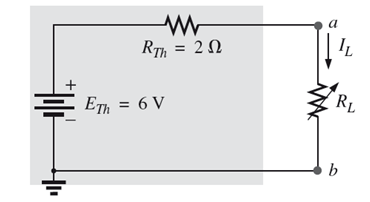 a
R_Th = 2 Ω
I_L
+
E_Th = 6 V
R_L
−
b